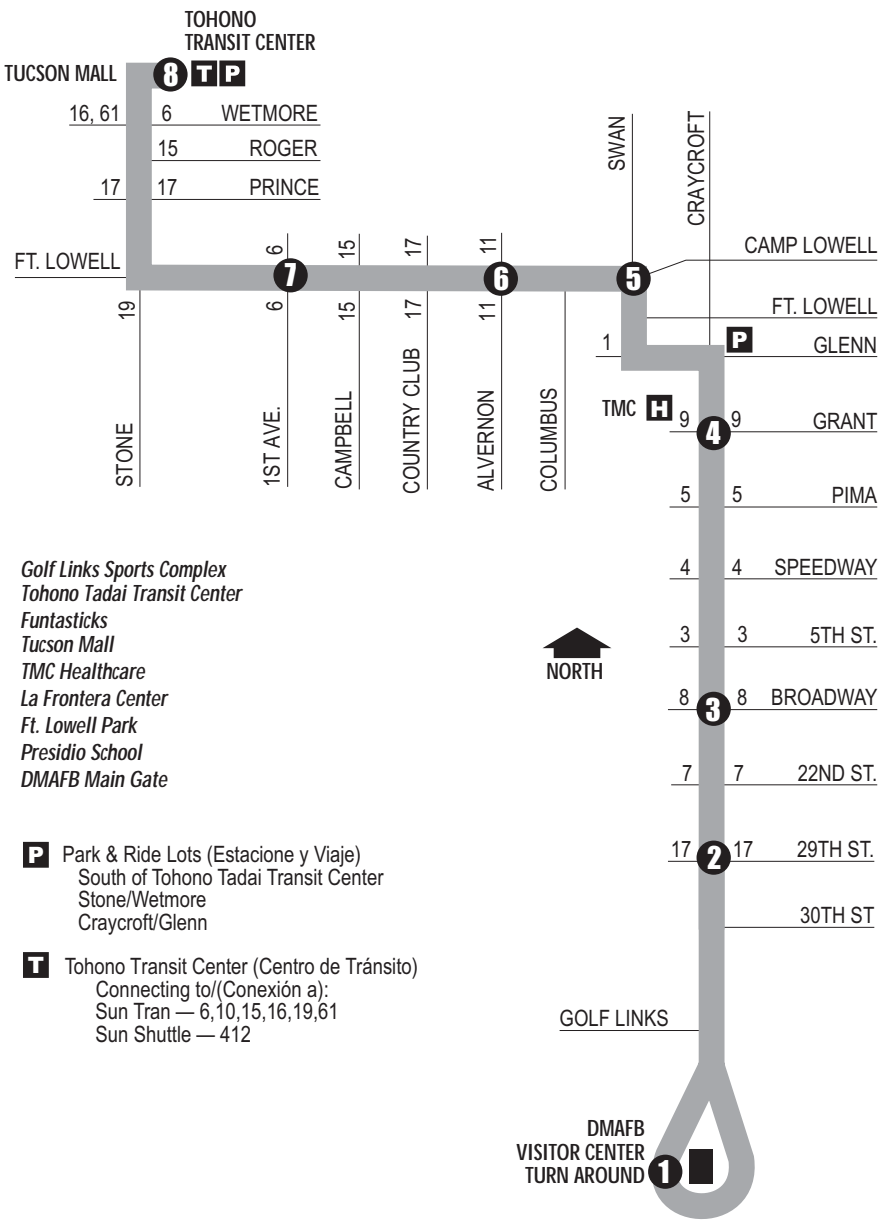 TOHONO
TRANSIT CENTER
TUCSON MALL
8 T P
16, 61 6 WETMORE
15 ROGER
17 17 PRINCE
SWAN
CRAYCROFT
FT. LOWELL
6 15 17 11
7 6 5
CAMP LOWELL
19 6 15 17 11
FT. LOWELL
P
1 GLENN
STONE
1ST AVE.
CAMPBELL
COUNTRY CLUB
ALVERNON
COLUMBUS
TMC H
9 4 9 GRANT
5 5 PIMA
4 4 SPEEDWAY
3 3 5TH ST.
8 3 8 BROADWAY
7 7 22ND ST.
17 2 17 29TH ST.
30TH ST
GOLF LINKS
DMAFB
VISITOR CENTER
TURN AROUND 1
NORTH
Golf Links Sports Complex
Tohono Tadai Transit Center
Funtasticks
Tucson Mall
TMC Healthcare
La Frontera Center
Ft. Lowell Park
Presidio School
DMAFB Main Gate
P Park & Ride Lots (Estacione y Viaje)
South of Tohono Tadai Transit Center
Stone/Wetmore
Craycroft/Glenn
T Tohono Transit Center (Centro de Tránsito)
Connecting to/(Conexión a):
Sun Tran — 6,10,15,16,19,61
Sun Shuttle — 412